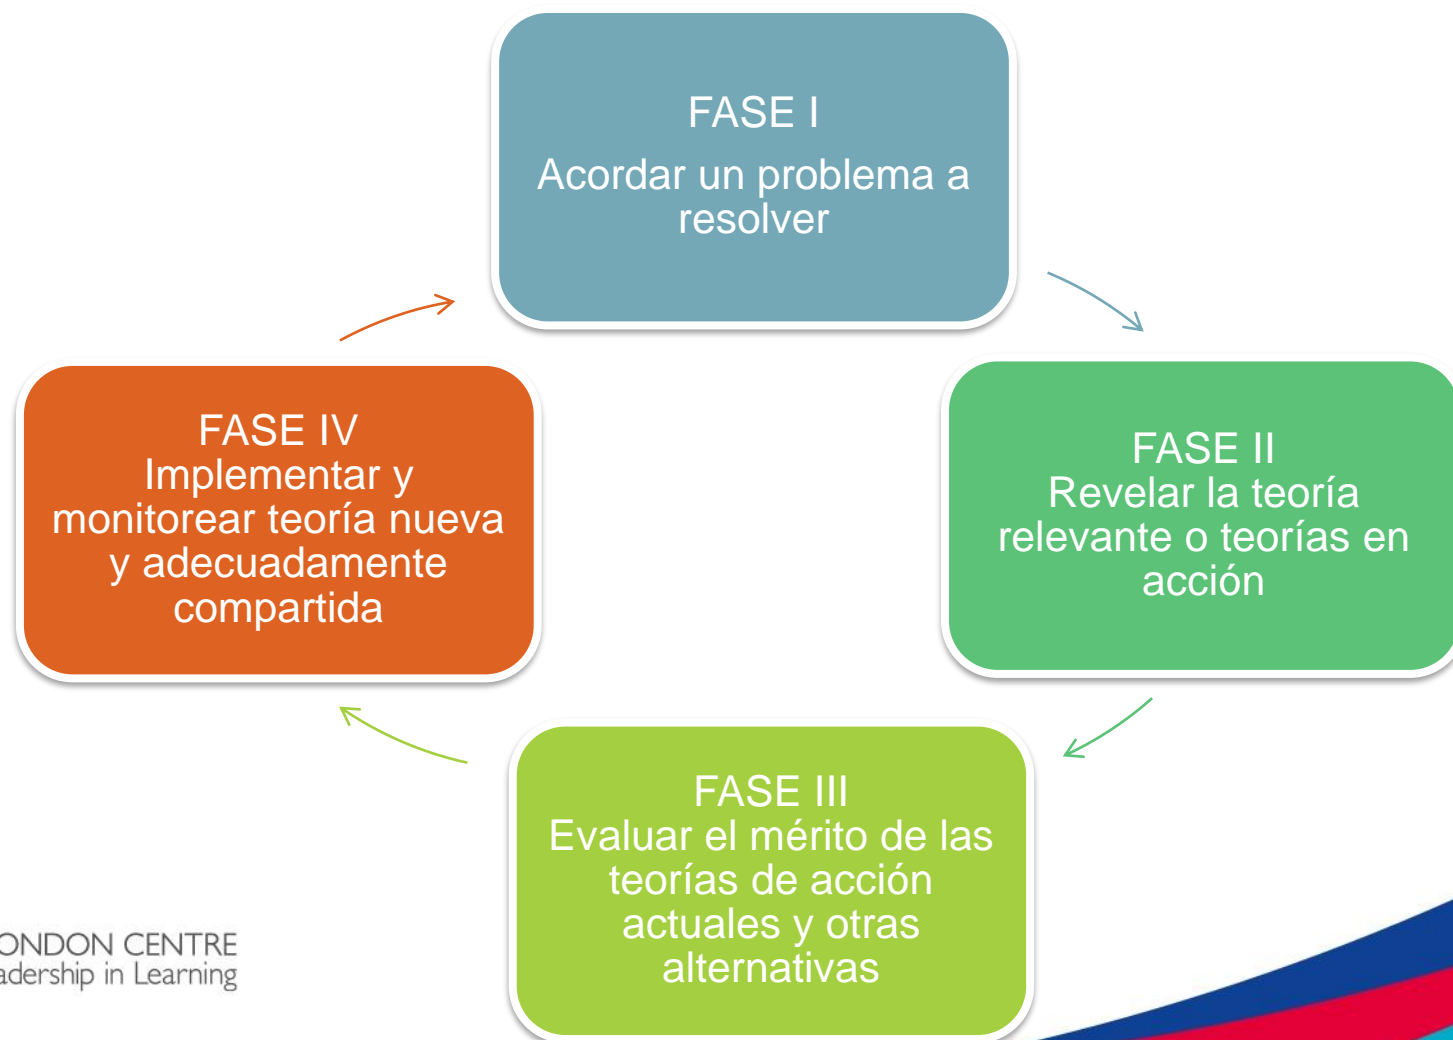 FASE I
Acordar un problema a
resolver
FASE II
Revelar la teoría
relevante o teorías en
acción
FASE III
Evaluar el mérito de las
teorías de acción
actuales y otras
alternativas
FASE IV
Implementar y
monitorear teoría nueva
y adecuadamente
compartida
ONDON CENTRE
adership in Learning